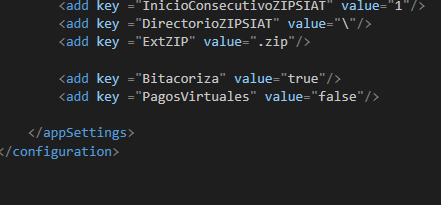 <add key ="InicioConsecutivoZIPSIAT" value="1"/>
<add key ="DirectorioZIPSIAT" value="\"/>
<add key ="ExtZIP" value=".zip"/>
<add key ="Bitacoriza" value="true"/>
<add key ="PagosVirtuales" value="false"/>
</appSettings>
</configuration>